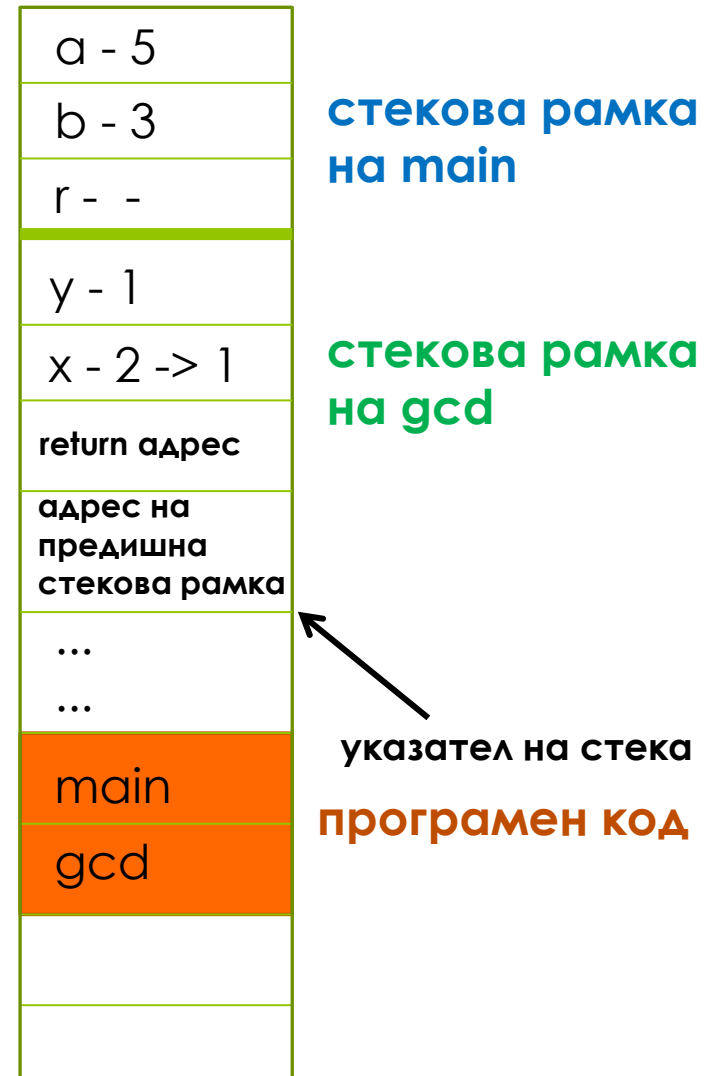 a - 5
b - 3
r - -
стекова рамка
на main
y - 1
x - 2 -> 1
return адрес
адрес на
предишна
стекова рамка
стекова рамка
на gcd
...
...
указател на стека
main
gcd
програмен код